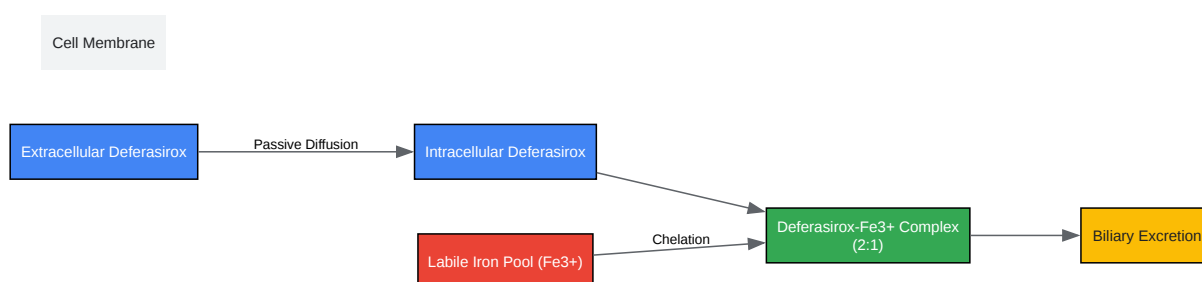 Cell Membrane
Extracellular Deferasirox
Passive Diffusion
Intracellular Deferasirox
Labile Iron Pool (Fe3+)
Chelation
Deferasirox-Fe3+ Complex
(2:1)
Biliary Excretion